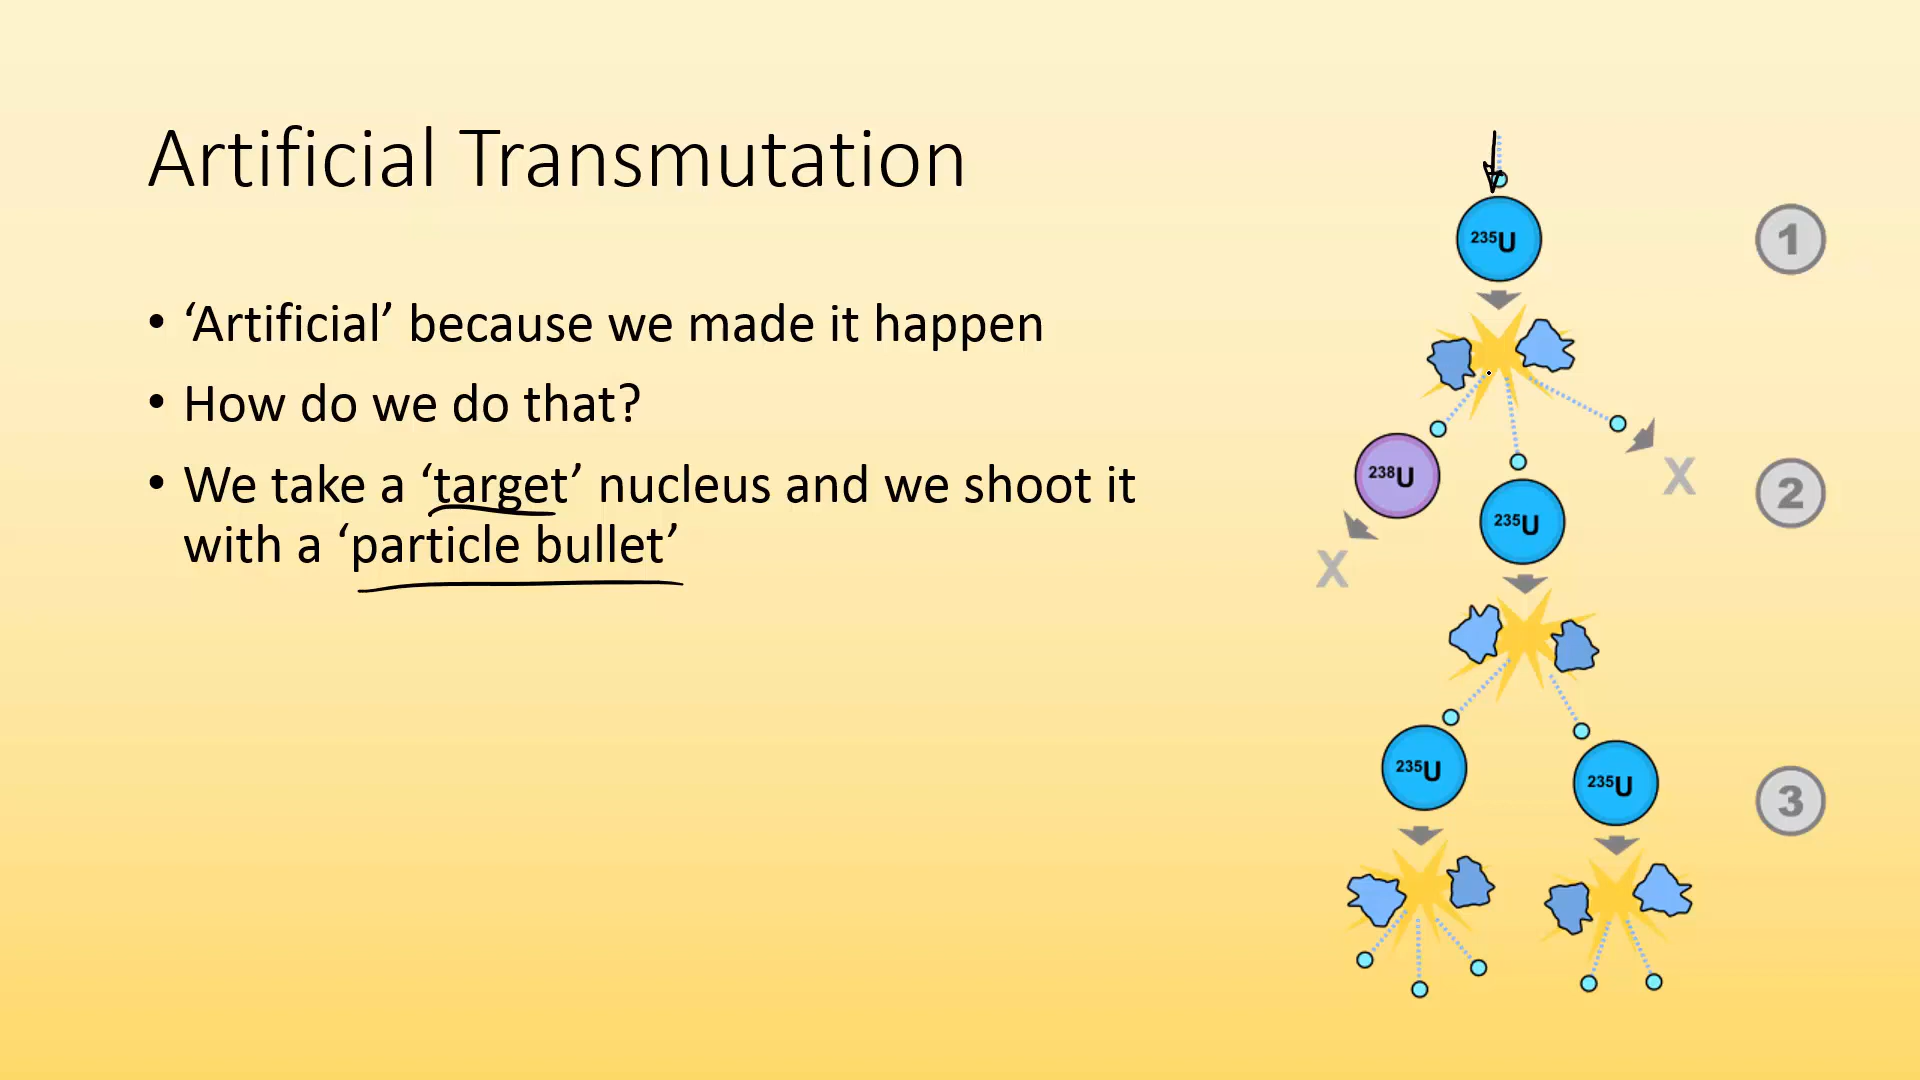 Artificial Transmutation
• ‘Artificial’ because we made it happen
• How do we do that?
• We take a ‘target’ nucleus and we shoot it
with a ‘particle bullet’
²³⁵U
1
²³⁸U
X
²³⁵U
2
X
²³⁵U
²³⁵U
3